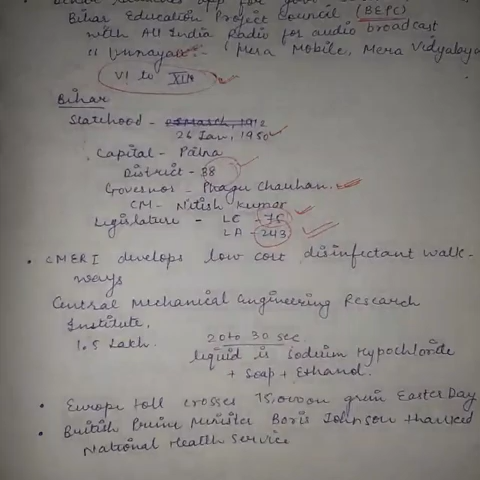 Bihar Education Project Council (BEPC)
with All India Radio for audio broadcast
"Unnayan :- "Mera Mobile, Mera Vidyalaya
VI to XII
Bihar
Statehood - March, 1912
26 Jan, 1950
Capital - Patna
District - 38
Governor - Phagu Chauhan.
CM - Nitish Kumar
Legislature - LC - 75
LA - 243
• CMERI develops low cost disinfectant walk-
ways
Central Mechanical Engineering Research
Institute.
1.5 Lakh.
20 to 30 sec.
liquid is Sodium Hypochloride
+ Soap + Ethanol.
• Europe toll crosses 75,000 on grim Easter Day
• British Prime Minister Boris Johnson thanked
National Health Service